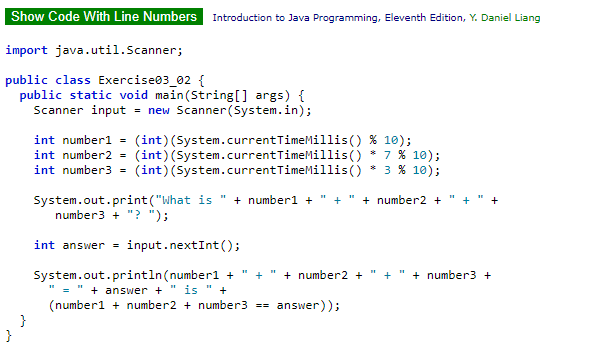 Show Code With Line Numbers Introduction to Java Programming, Eleventh Edition, Y. Daniel Liang
import java.util.Scanner;
public class Exercise03_02 {
public static void main(String[] args) {
Scanner input = new Scanner(System.in);
int number1 = (int)(System.currentTimeMillis() % 10);
int number2 = (int)(System.currentTimeMillis() * 7 % 10);
int number3 = (int)(System.currentTimeMillis() * 3 % 10);
System.out.print("What is " + number1 + " + " + number2 + " + " +
number3 + "? ");
int answer = input.nextInt();
System.out.println(number1 + " + " + number2 + " + " + number3 +
" = " + answer + " is " +
(number1 + number2 + number3 == answer));
}
}